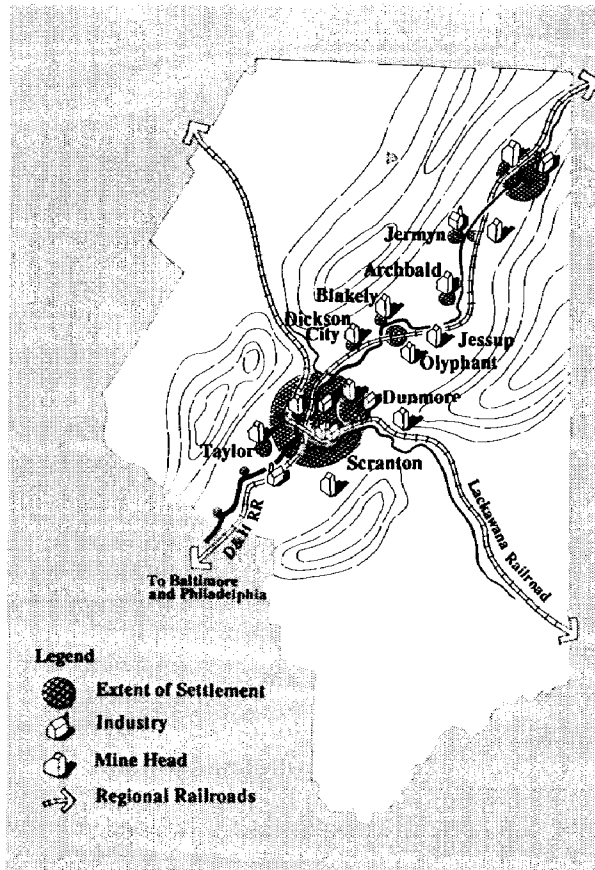 Jermyn
Archbald
Blakely
Dickson
City
Jessup
Olyphant
Dunmore
Taylor
Scranton
Lackawana Railroad
D&H RR
To Baltimore
and Philadelphia
Legend
Extent of Settlement
Industry
Mine Head
Regional Railroads